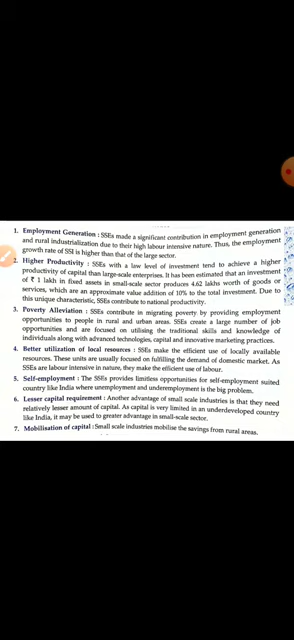 1. Employment Generation : SSEs made a significant contribution in employment generation
and rural industrialization due to their high labour intensive nature. Thus, the employment
growth rate of SSI is higher than that of the large sector.
2. Higher Productivity : SSEs with a law level of investment tend to achieve a higher
productivity of capital than large-scale enterprises. It has been estimated that an investment
of ₹ 1 lakh in fixed assets in small-scale sector produces 4.62 lakhs worth of goods or
services, which are an approximate value addition of 10% to the total investment. Due to
this unique characteristic, SSEs contribute to national productivity.
3. Poverty Alleviation : SSEs contribute in migrating poverty by providing employment
opportunities to people in rural and urban areas. SSEs create a large number of job
opportunities and are focused on utilising the traditional skills and knowledge of
individuals along with advanced technologies, capital and innovative marketing practices.
4. Better utilization of local resources : SSEs make the efficient use of locally available
resources. These units are usually focused on fulfilling the demand of domestic market. As
SSEs are labour intensive in nature, they make the efficient use of labour.
5. Self-employment : The SSEs provides limitless opportunities for self-employment suited
country like India where unemployment and underemployment is the big problem.
6. Lesser capital requirement : Another advantage of small scale industries is that they need
relatively lesser amount of capital. As capital is very limited in an underdeveloped country
like India, it may be used to greater advantage in small-scale sector.
7. Mobilisation of capital : Small scale industries mobilise the savings from rural areas.